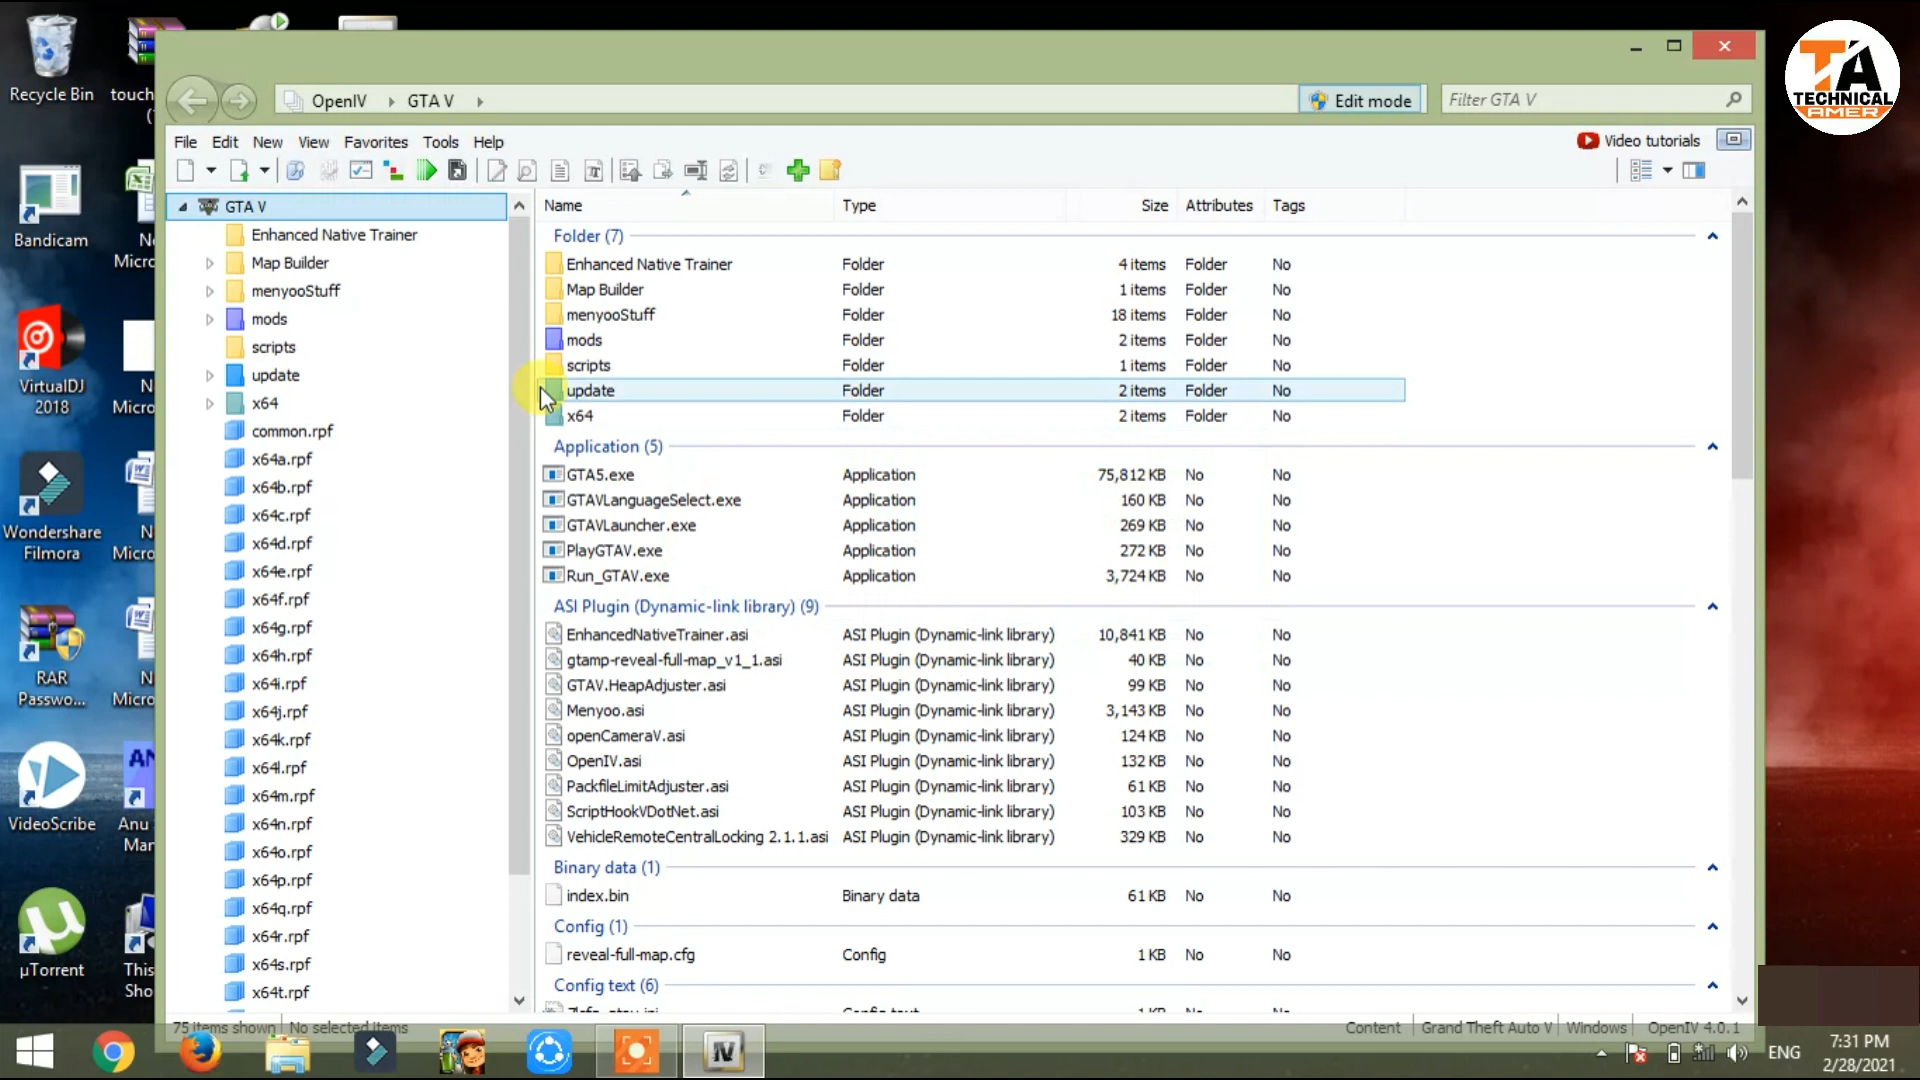 Recycle Bin
touch
Bandicam
Micro
VirtualDJ
2018
Micro
Wondershare
Filmora
Micro
RAR
Passwo...
Micro
VideoScribe
Anu
Mar
µTorrent
This
Sho
OpenIV
GTA V
Edit mode
Filter GTA V
TA
TECHNICAL
AMER
File Edit New View Favorites Tools Help
Video tutorials
GTA V
Enhanced Native Trainer
Map Builder
menyooStuff
mods
scripts
update
x64
common.rpf
x64a.rpf
x64b.rpf
x64c.rpf
x64d.rpf
x64e.rpf
x64f.rpf
x64g.rpf
x64h.rpf
x64i.rpf
x64j.rpf
x64k.rpf
x64l.rpf
x64m.rpf
x64n.rpf
x64o.rpf
x64p.rpf
x64q.rpf
x64r.rpf
x64s.rpf
x64t.rpf
Name Type Size Attributes Tags
Folder (7)
Enhanced Native Trainer Folder 4 items Folder No
Map Builder Folder 1 items Folder No
menyooStuff Folder 18 items Folder No
mods Folder 2 items Folder No
scripts Folder 1 items Folder No
update Folder 2 items Folder No
x64 Folder 2 items Folder No
Application (5)
GTA5.exe Application 75,812 KB No No
GTAVLanguageSelect.exe Application 160 KB No No
GTAVLauncher.exe Application 269 KB No No
PlayGTAV.exe Application 272 KB No No
Run_GTAV.exe Application 3,724 KB No No
ASI Plugin (Dynamic-link library) (9)
EnhancedNativeTrainer.asi ASI Plugin (Dynamic-link library) 10,841 KB No No
gtamp-reveal-full-map_v1_1.asi ASI Plugin (Dynamic-link library) 40 KB No No
GTAV.HeapAdjuster.asi ASI Plugin (Dynamic-link library) 99 KB No No
Menyoo.asi ASI Plugin (Dynamic-link library) 3,143 KB No No
openCameraV.asi ASI Plugin (Dynamic-link library) 124 KB No No
OpenIV.asi ASI Plugin (Dynamic-link library) 132 KB No No
PackfileLimitAdjuster.asi ASI Plugin (Dynamic-link library) 61 KB No No
ScriptHookVDotNet.asi ASI Plugin (Dynamic-link library) 103 KB No No
VehicleRemoteCentralLocking 2.1.1.asi ASI Plugin (Dynamic-link library) 329 KB No No
Binary data (1)
index.bin Binary data 61 KB No No
Config (1)
reveal-full-map.cfg Config 1 KB No No
Config text (6)
75 items shown No selected items
Content Grand Theft Auto V Windows OpenIV 4.0.1
IV
ENG
7:31 PM
2/28/2021